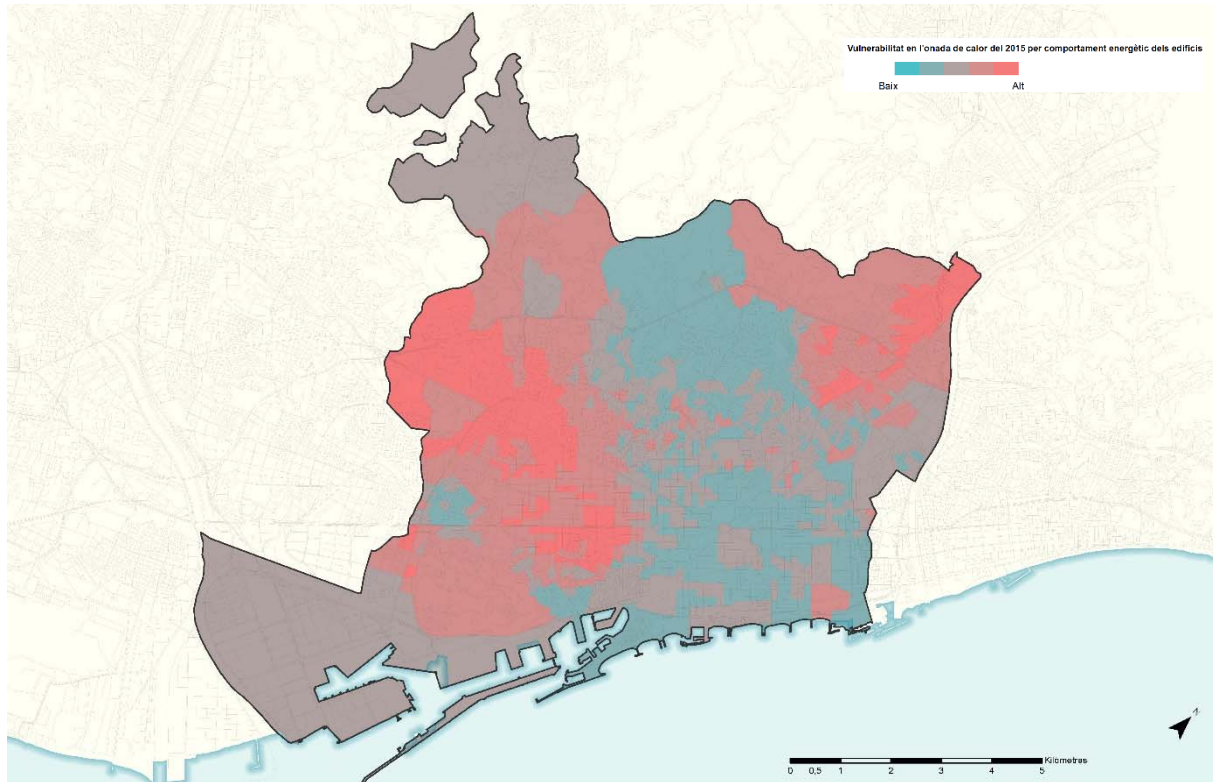 Vulnerabilitat en l'onada de calor del 2015 per comportament energètic dels edificis
Baix Alt
N
Kilòmetres
0 0,5 1 2 3 4 5